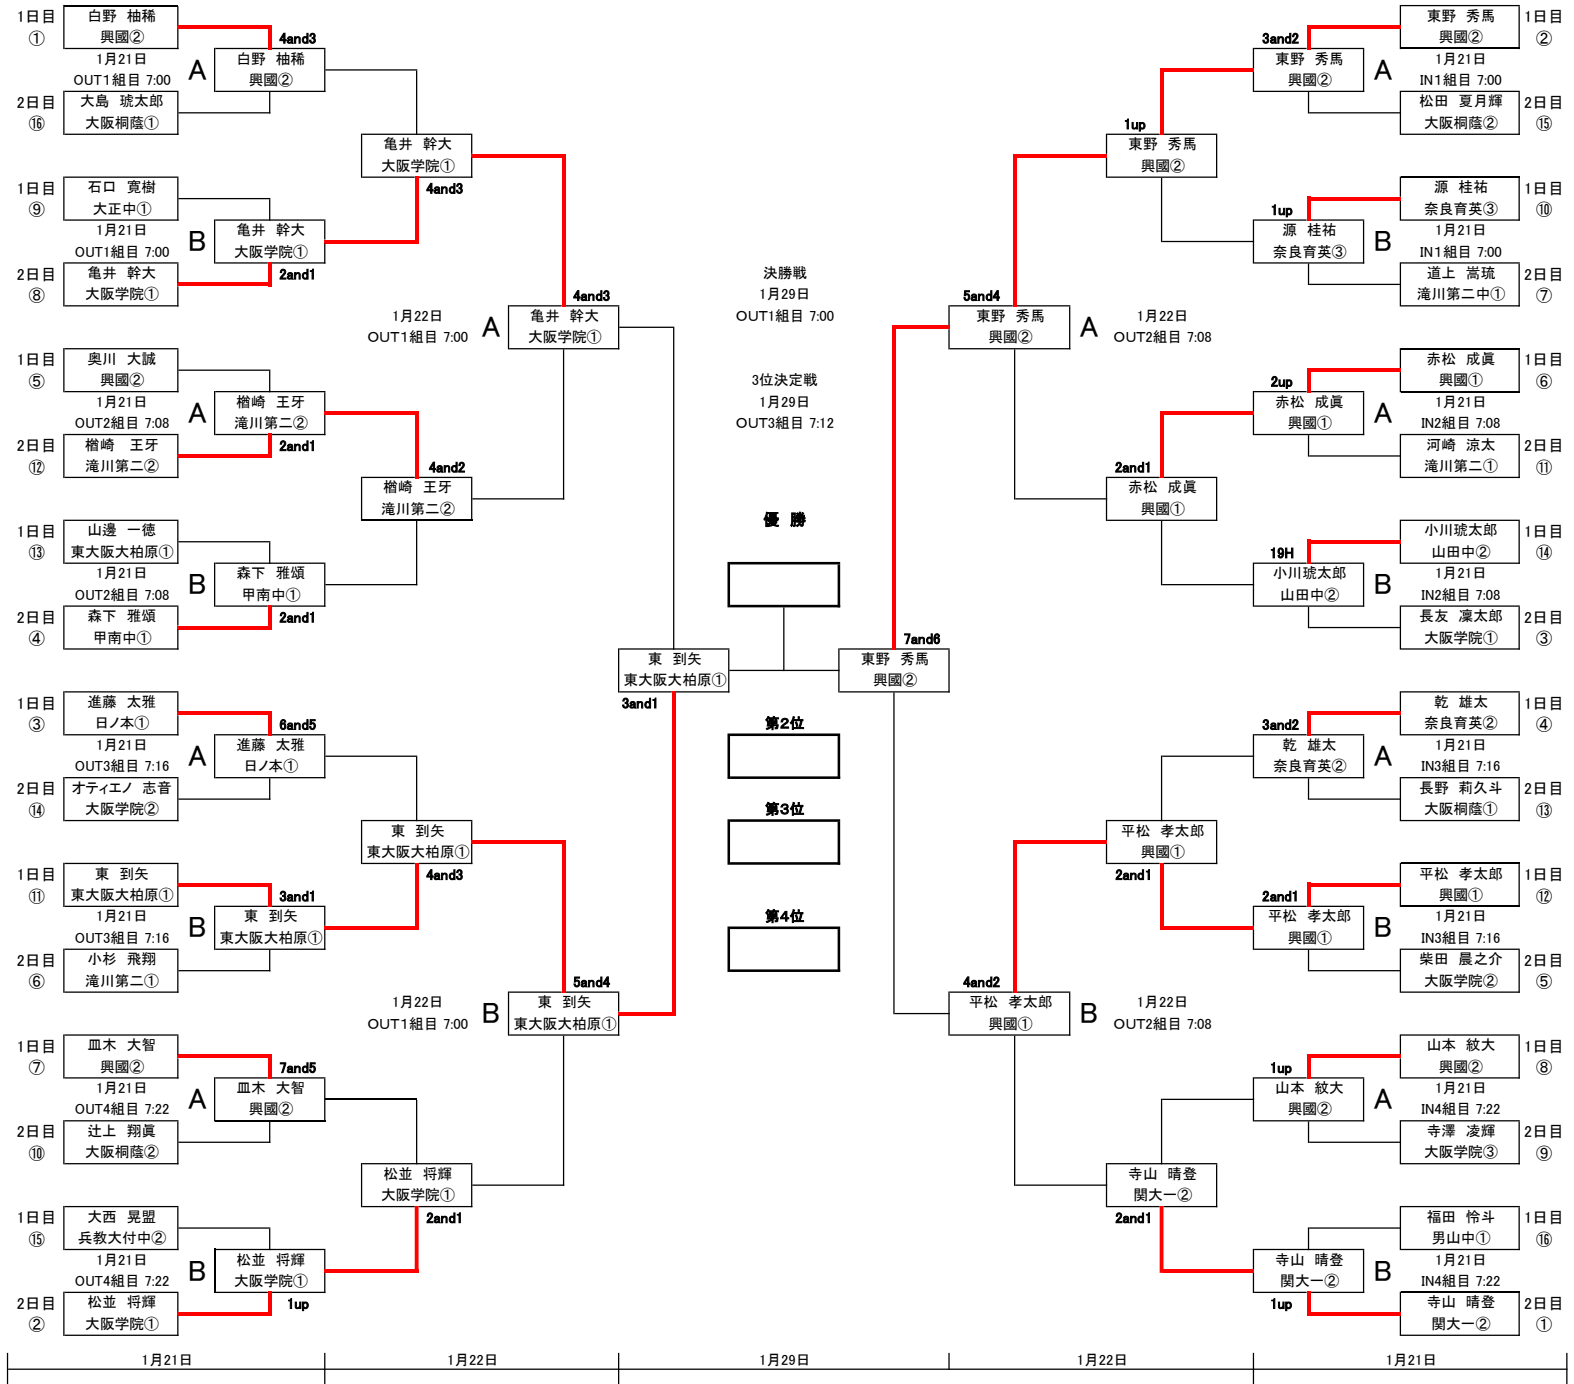 1日目
①
白野 柚稀
興國②
1月21日
OUT1組目 7:00
2日目
⑯
大島 琥太郎
大阪桐蔭①
A
4and3
白野 柚稀
興國②
1日目
⑨
石口 寛樹
大正中①
1月21日
OUT1組目 7:00
2日目
⑧
亀井 幹大
大阪学院①
B
亀井 幹大
大阪学院①
2and1
亀井 幹大
大阪学院①
4and3
1日目
⑤
奥川 大誠
興國②
1月21日
OUT2組目 7:08
2日目
⑫
楢崎 王牙
滝川第二②
A
楢崎 王牙
滝川第二②
2and1
1日目
⑬
山邊 一徳
東大阪大柏原①
1月21日
OUT2組目 7:08
2日目
④
森下 雅頌
甲南中①
B
森下 雅頌
甲南中①
2and1
4and2
楢崎 王牙
滝川第二②
1月22日
OUT1組目 7:00
A
4and3
亀井 幹大
大阪学院①
1日目
③
進藤 太雅
日ノ本①
1月21日
OUT3組目 7:16
2日目
⑭
オティエノ 志音
大阪学院②
A
6and5
進藤 太雅
日ノ本①
1日目
⑪
東 到矢
東大阪大柏原①
1月21日
OUT3組目 7:16
2日目
⑥
小杉 飛翔
滝川第二①
B
3and1
東 到矢
東大阪大柏原①
東 到矢
東大阪大柏原①
4and3
1日目
⑦
皿木 大智
興國②
1月21日
OUT4組目 7:22
2日目
⑩
辻上 翔眞
大阪桐蔭②
A
7and5
皿木 大智
興國②
1日目
⑮
大西 晃盟
兵教大付中②
1月21日
OUT4組目 7:22
2日目
②
松並 将輝
大阪学院①
B
松並 将輝
大阪学院①
1up
松並 将輝
大阪学院①
2and1
1月22日
OUT1組目 7:00
B
5and4
東 到矢
東大阪大柏原①
東 到矢
東大阪大柏原①
3and1
決勝戦
1月29日
OUT1組目 7:00
3位決定戦
1月29日
OUT3組目 7:12
優 勝
第2位
第3位
第4位
7and6
東野 秀馬
興國②
5and4
東野 秀馬
興國②
A
1月22日
OUT2組目 7:08
1up
東野 秀馬
興國②
3and2
東野 秀馬
興國②
A
東野 秀馬
興國②
1日目
②
1月21日
IN1組目 7:00
松田 夏月輝
大阪桐蔭②
2日目
⑮
1up
源 桂祐
奈良育英③
B
源 桂祐
奈良育英③
1日目
⑩
1月21日
IN1組目 7:00
道上 嵩琉
滝川第二中①
2日目
⑦
2and1
赤松 成眞
興國①
2up
赤松 成眞
興國①
A
赤松 成眞
興國①
1日目
⑥
1月21日
IN2組目 7:08
河崎 涼太
滝川第二①
2日目
⑪
19H
小川琥太郎
山田中②
B
小川琥太郎
山田中②
1日目
⑭
1月21日
IN2組目 7:08
長友 凜太郎
大阪学院①
2日目
③
4and2
平松 孝太郎
興國①
B
1月22日
OUT2組目 7:08
平松 孝太郎
興國①
2and1
3and2
乾 雄太
奈良育英②
A
乾 雄太
奈良育英②
1日目
④
1月21日
IN3組目 7:16
長野 莉久斗
大阪桐蔭①
2日目
⑬
2and1
平松 孝太郎
興國①
B
平松 孝太郎
興國①
1日目
⑫
1月21日
IN3組目 7:16
柴田 晨之介
大阪学院②
2日目
⑤
寺山 晴登
関大一②
2and1
1up
山本 紋大
興國②
A
山本 紋大
興國②
1日目
⑧
1月21日
IN4組目 7:22
寺澤 凌輝
大阪学院③
2日目
⑨
寺山 晴登
関大一②
1up
B
福田 怜斗
男山中①
1日目
⑯
1月21日
IN4組目 7:22
寺山 晴登
関大一②
2日目
①
1月21日
1月22日
1月29日
1月22日
1月21日